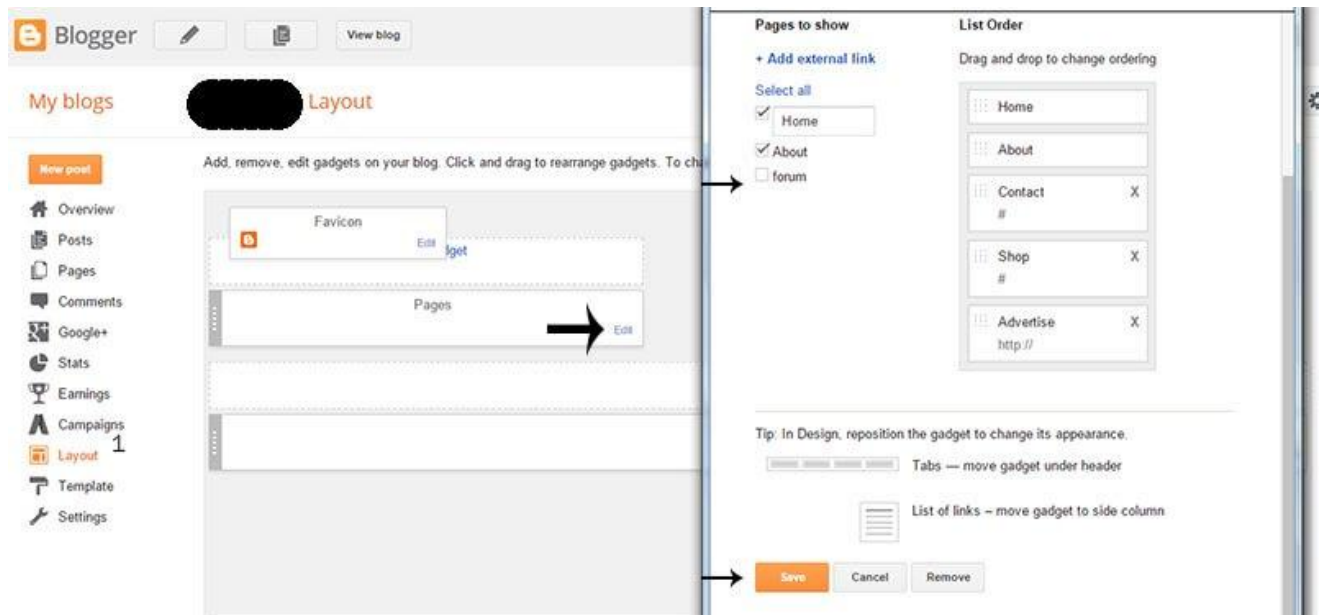 Blogger
View blog
My blogs
Layout
New post
Overview
Posts
Pages
Comments
Google+
Stats
Earnings
Campaigns
Layout 1
Template
Settings
Add, remove, edit gadgets on your blog. Click and drag to rearrange gadgets. To
Favicon
Edit
Pages
Edit
Pages to show
+ Add external link
Select all
Home
About
forum
List Order
Drag and drop to change ordering
Home
About
Contact X
#
Shop X
#
Advertise X
http://
Tip: In Design, reposition the gadget to change its appearance.
Tabs — move gadget under header
List of links – move gadget to side column
Save Cancel Remove